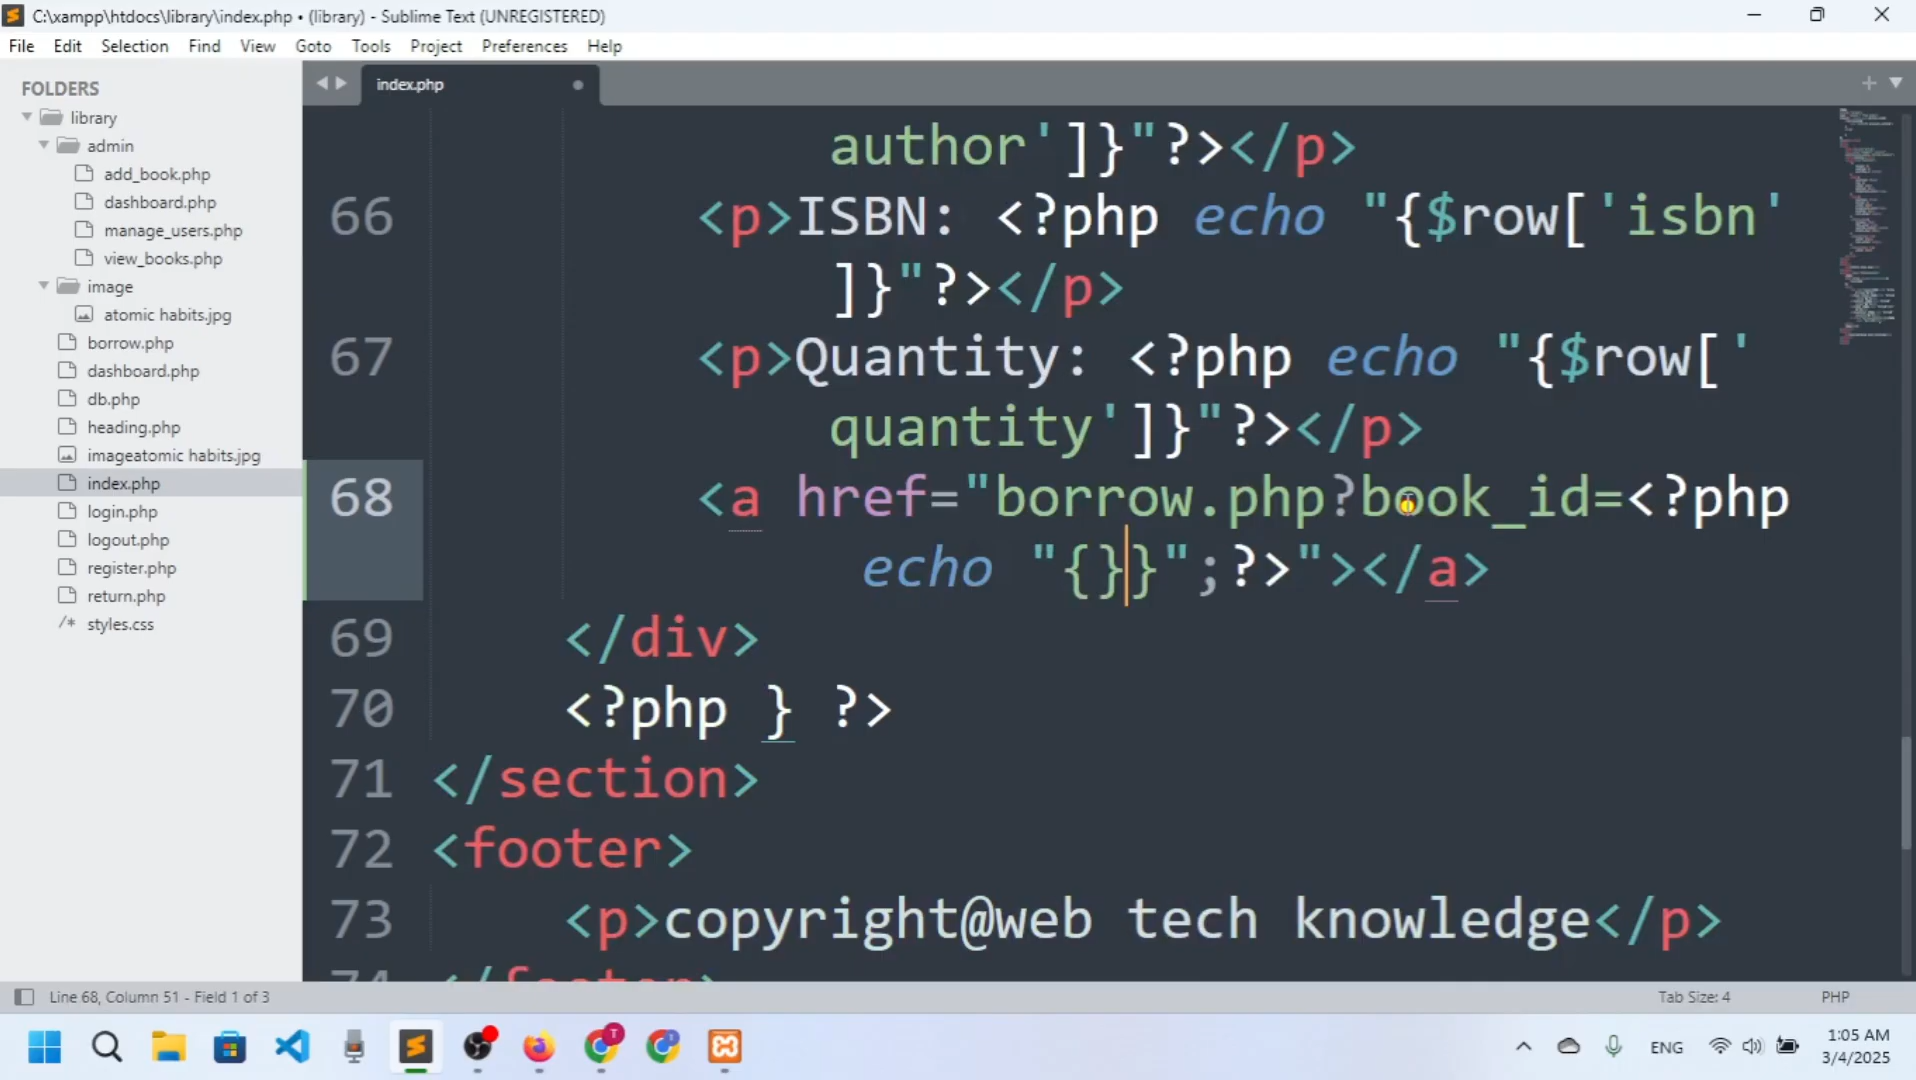 C:\xampp\htdocs\library\index.php • (library) - Sublime Text (UNREGISTERED)
File Edit Selection Find View Goto Tools Project Preferences Help
FOLDERS
library
admin
add_book.php
dashboard.php
manage_users.php
view_books.php
image
atomic habits.jpg
borrow.php
dashboard.php
db.php
heading.php
imageatomic habits.jpg
index.php
login.php
logout.php
register.php
return.php
/* styles.css
index.php
author']}"?></p>
66 <p>ISBN: <?php echo "{$row['isbn'
]}"?></p>
67 <p>Quantity: <?php echo "{$row['
quantity']}"?></p>
68 <a href="borrow.php?book_id=<?php
echo "{}}";?>"></a>
69 </div>
70 <?php } ?>
71 </section>
72 <footer>
73 <p>copyright@web tech knowledge</p>
74 </footer>
Line 68, Column 51 - Field 1 of 3
Tab Size: 4
PHP
ENG
1:05 AM
3/4/2025